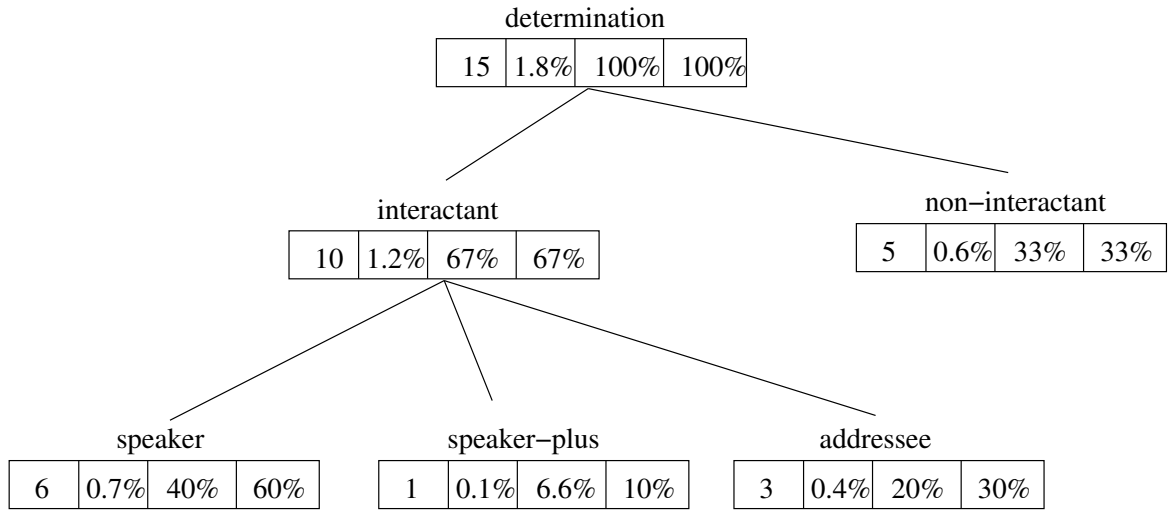 determination
15 1.8% 100% 100%
interactant
10 1.2% 67% 67%
non−interactant
5 0.6% 33% 33%
speaker
6 0.7% 40% 60%
speaker−plus
1 0.1% 6.6% 10%
addressee
3 0.4% 20% 30%